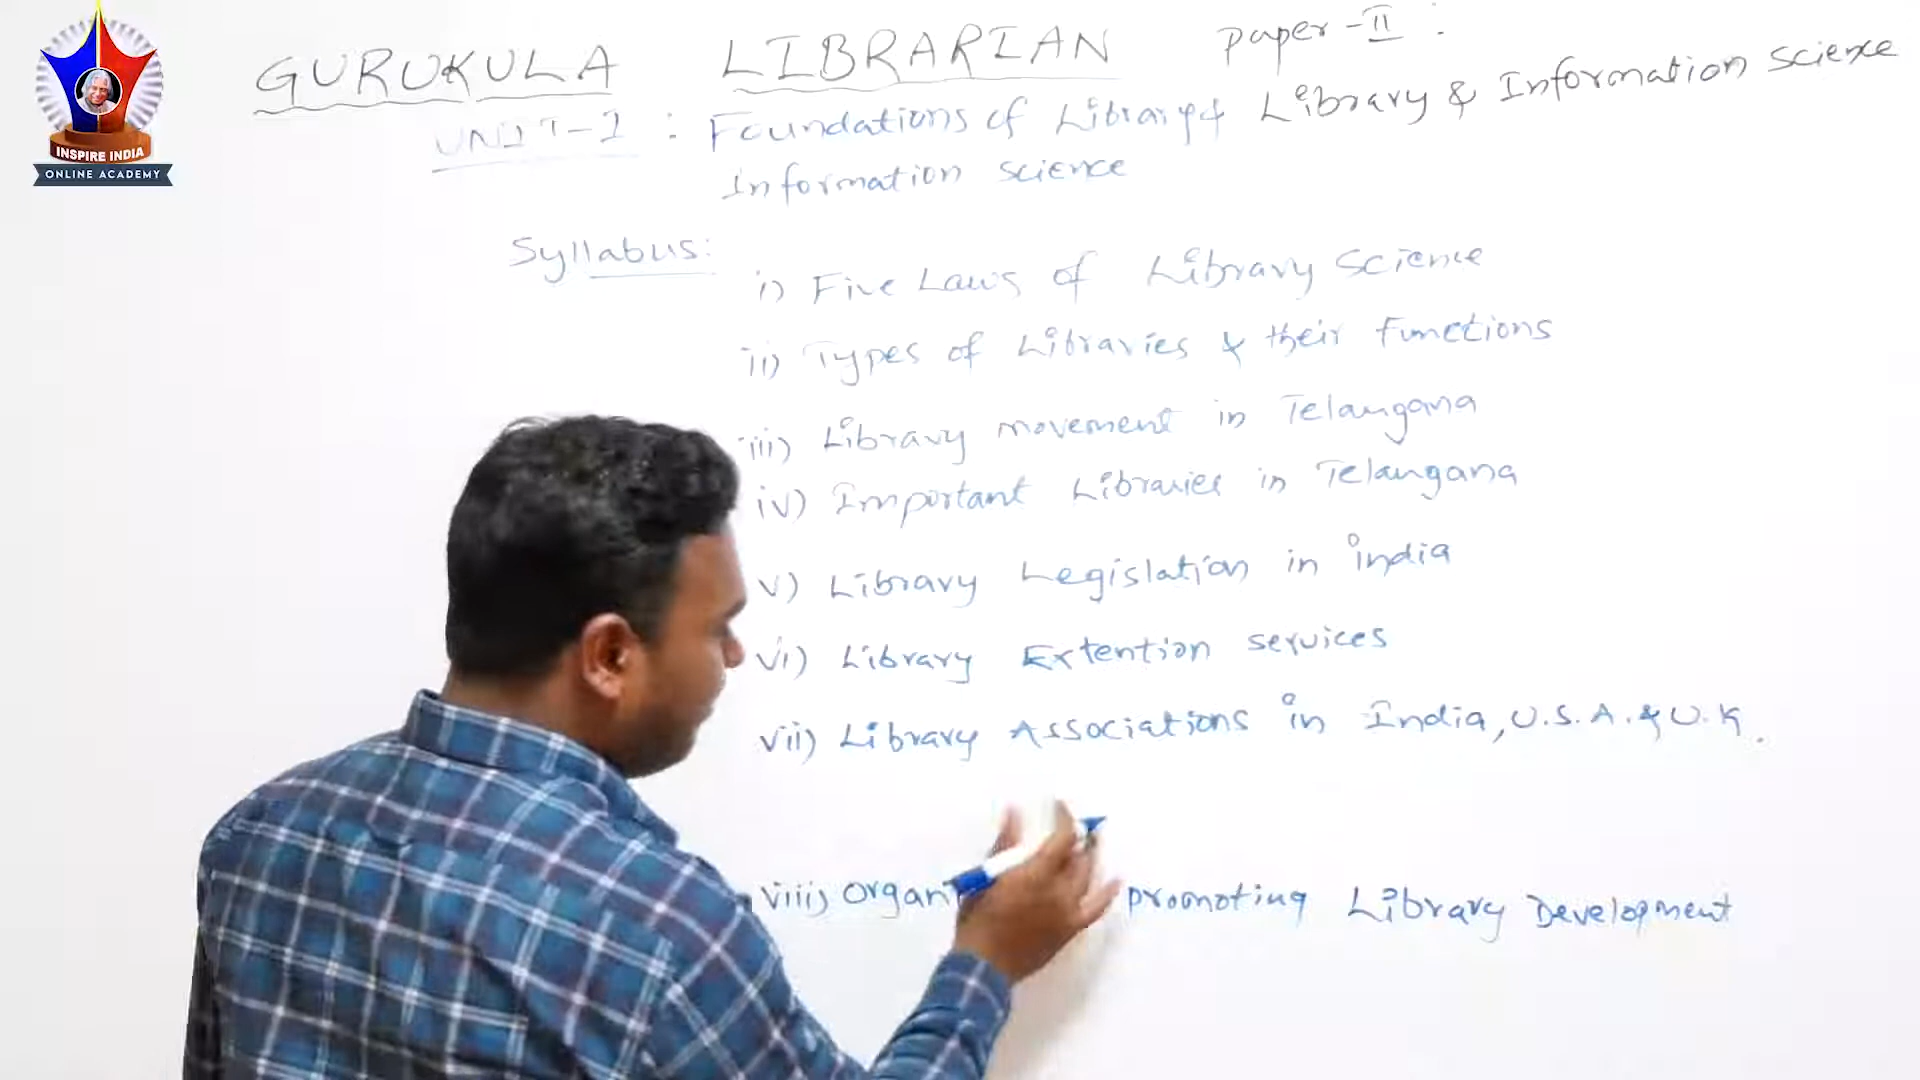 INSPIRE INDIA
ONLINE ACADEMY
GURUKULA LIBRARIAN Paper - II :
Library & Information Science
UNIT-I : Foundations of Library &
Information science
Syllabus:
i) Five Laws of Library Science
ii) Types of Libraries & their Functions
iii) Library movement in Telangana
iv) Important Libraries in Telangana
v) Library Legislation in india
vi) Library Extention services
vii) Library Associations in India, U.S.A. & U.K.
viii) promoting Library Development